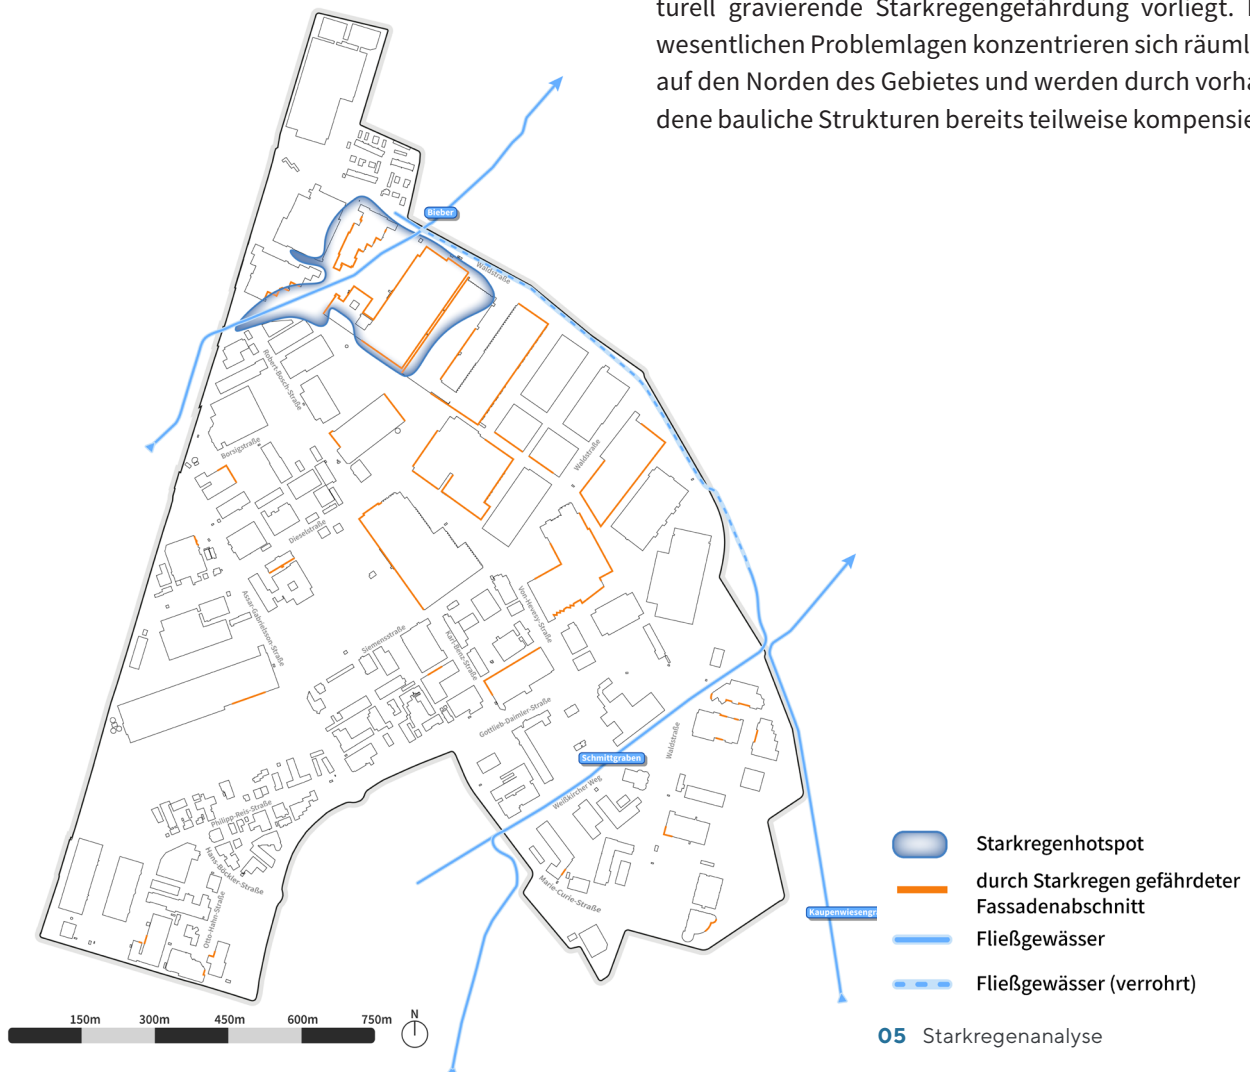 turell gravierende Starkregengefährdung vorliegt.
wesentlichen Problemlagen konzentrieren sich räuml
auf den Norden des Gebietes und werden durch vorha
dene bauliche Strukturen bereits teilweise kompensie
Bieber
Waldstraße
Robert-Bosch-Straße
Borsigstraße
Waldstraße
Dieselstraße
Assar-Gabrielsson-Straße
Von-Hevesy-Straße
Siemensstraße
Karl-Benz-Straße
Gottlieb-Daimler-Straße
Waldstraße
Schmittgraben
Weißkircher Weg
Philipp-Reis-Straße
Hans-Böckler-Straße
Marie-Curie-Straße
Otto-Hahn-Straße
Kaupenwiesengr
Starkregenhotspot
durch Starkregen gefährdeter
Fassadenabschnitt
Fließgewässer
Fließgewässer (verrohrt)
150m 300m 450m 600m 750m N
05 Starkregenanalyse